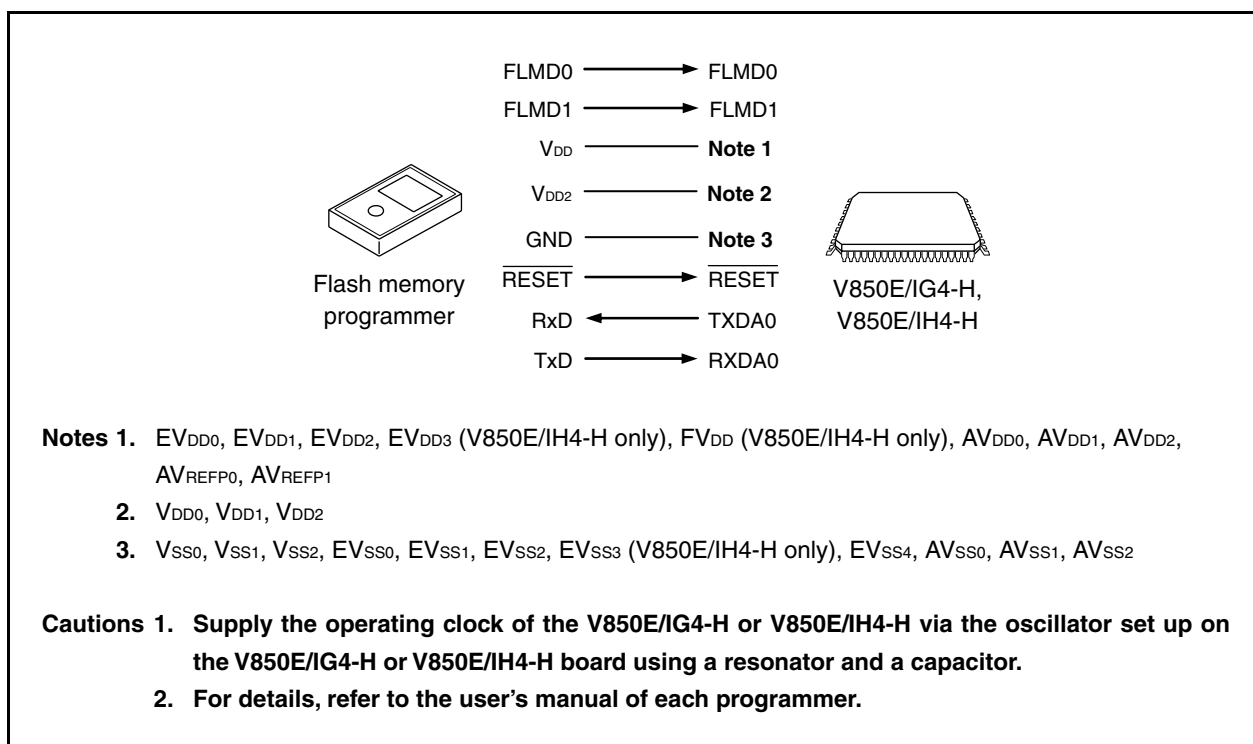 FLMD0 FLMD0
FLMD1 FLMD1
VDD Note 1
VDD2 Note 2
GND Note 3
RESET RESET
RxD TXDA0
TxD RXDA0
Flash memory
programmer
V850E/IG4-H,
V850E/IH4-H
Notes 1. EVDD0, EVDD1, EVDD2, EVDD3 (V850E/IH4-H only), FVDD (V850E/IH4-H only), AVDD0, AVDD1, AVDD2,
AVREFP0, AVREFP1
2. VDD0, VDD1, VDD2
3. VSS0, VSS1, VSS2, EVSS0, EVSS1, EVSS2, EVSS3 (V850E/IH4-H only), EVSS4, AVSS0, AVSS1, AVSS2
Cautions 1. Supply the operating clock of the V850E/IG4-H or V850E/IH4-H via the oscillator set up on
the V850E/IG4-H or V850E/IH4-H board using a resonator and a capacitor.
2. For details, refer to the user's manual of each programmer.